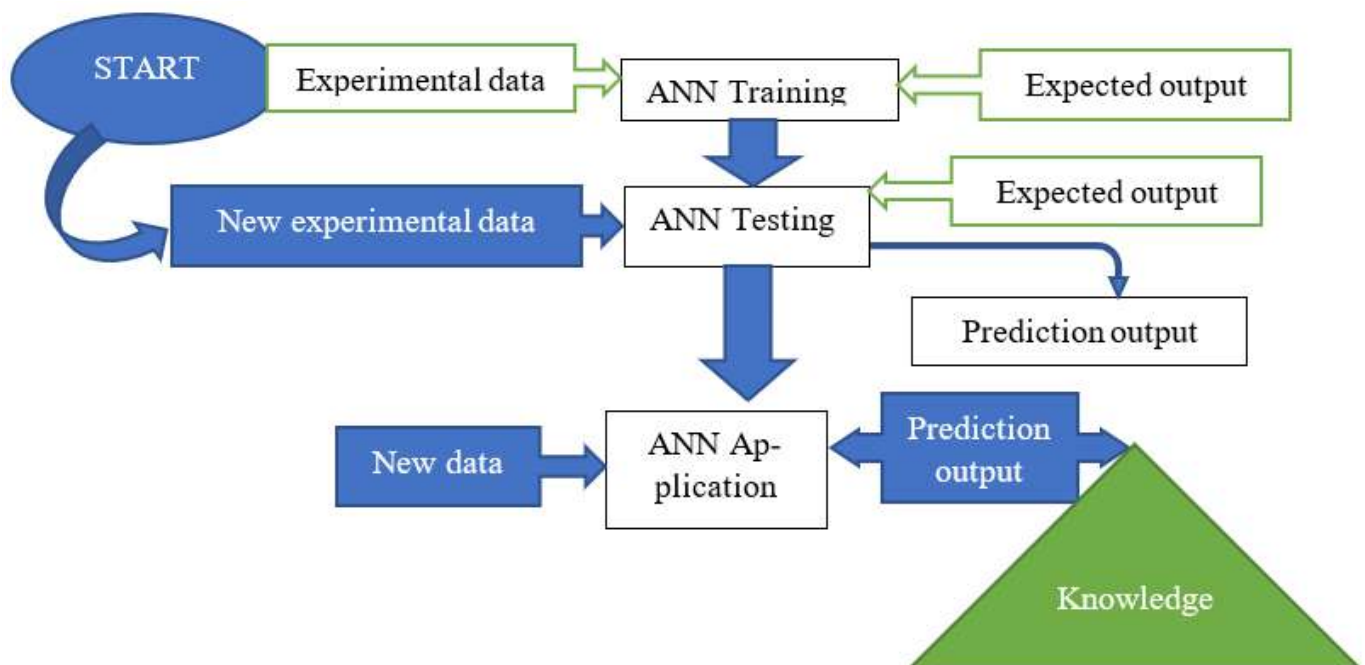 START
Experimental data
ANN Training
Expected output
New experimental data
ANN Testing
Expected output
Prediction output
New data
ANN Ap-
plication
Prediction
output
Knowledge